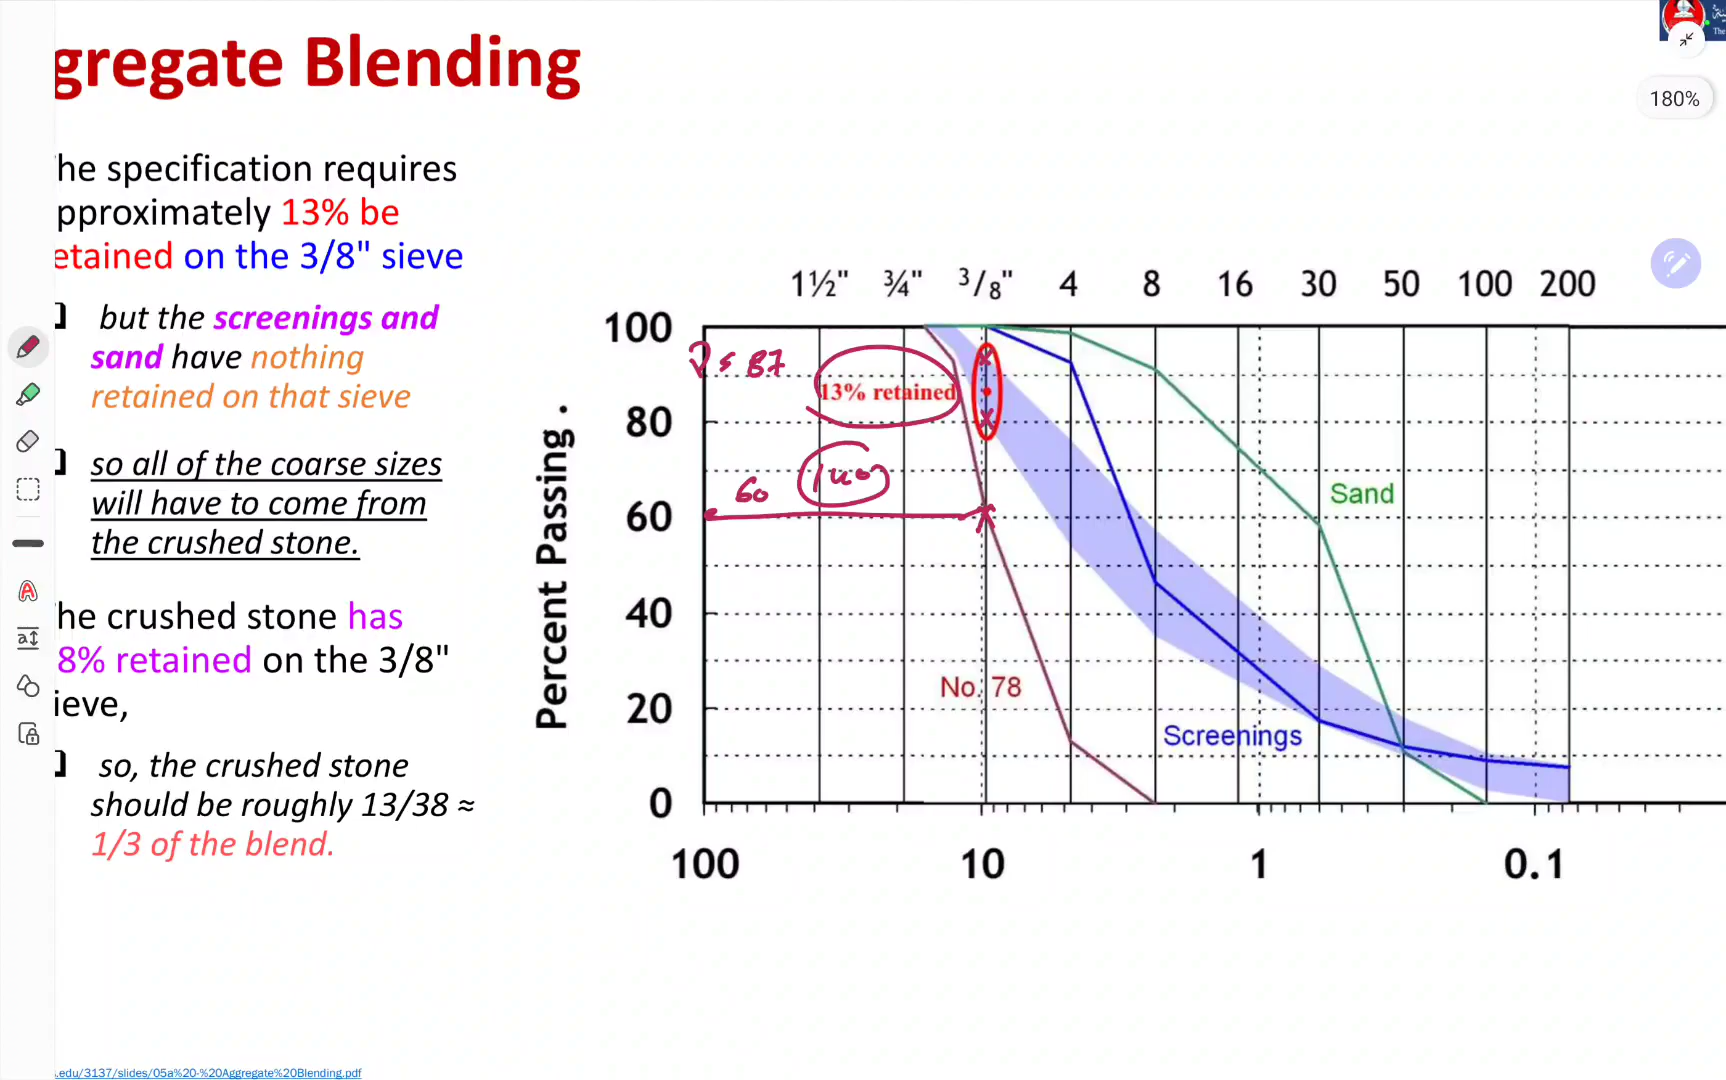 gregate Blending
180%
he specification requires
pproximately 13% be
etained on the 3/8" sieve
but the screenings and
sand have nothing
retained on that sieve
so all of the coarse sizes
will have to come from
the crushed stone.
he crushed stone has
8% retained on the 3/8"
ieve,
so, the crushed stone
should be roughly 13/38 ≈
1/3 of the blend.
1½" ¾" 3/8" 4 8 16 30 50 100 200
Percent Passing .
100
80
60
40
20
0
87
13% retained
60
40
Sand
No. 78
Screenings
100 10 1 0.1
.edu/3137/slides/05a%20-%20Aggregate%20Blending.pdf
The